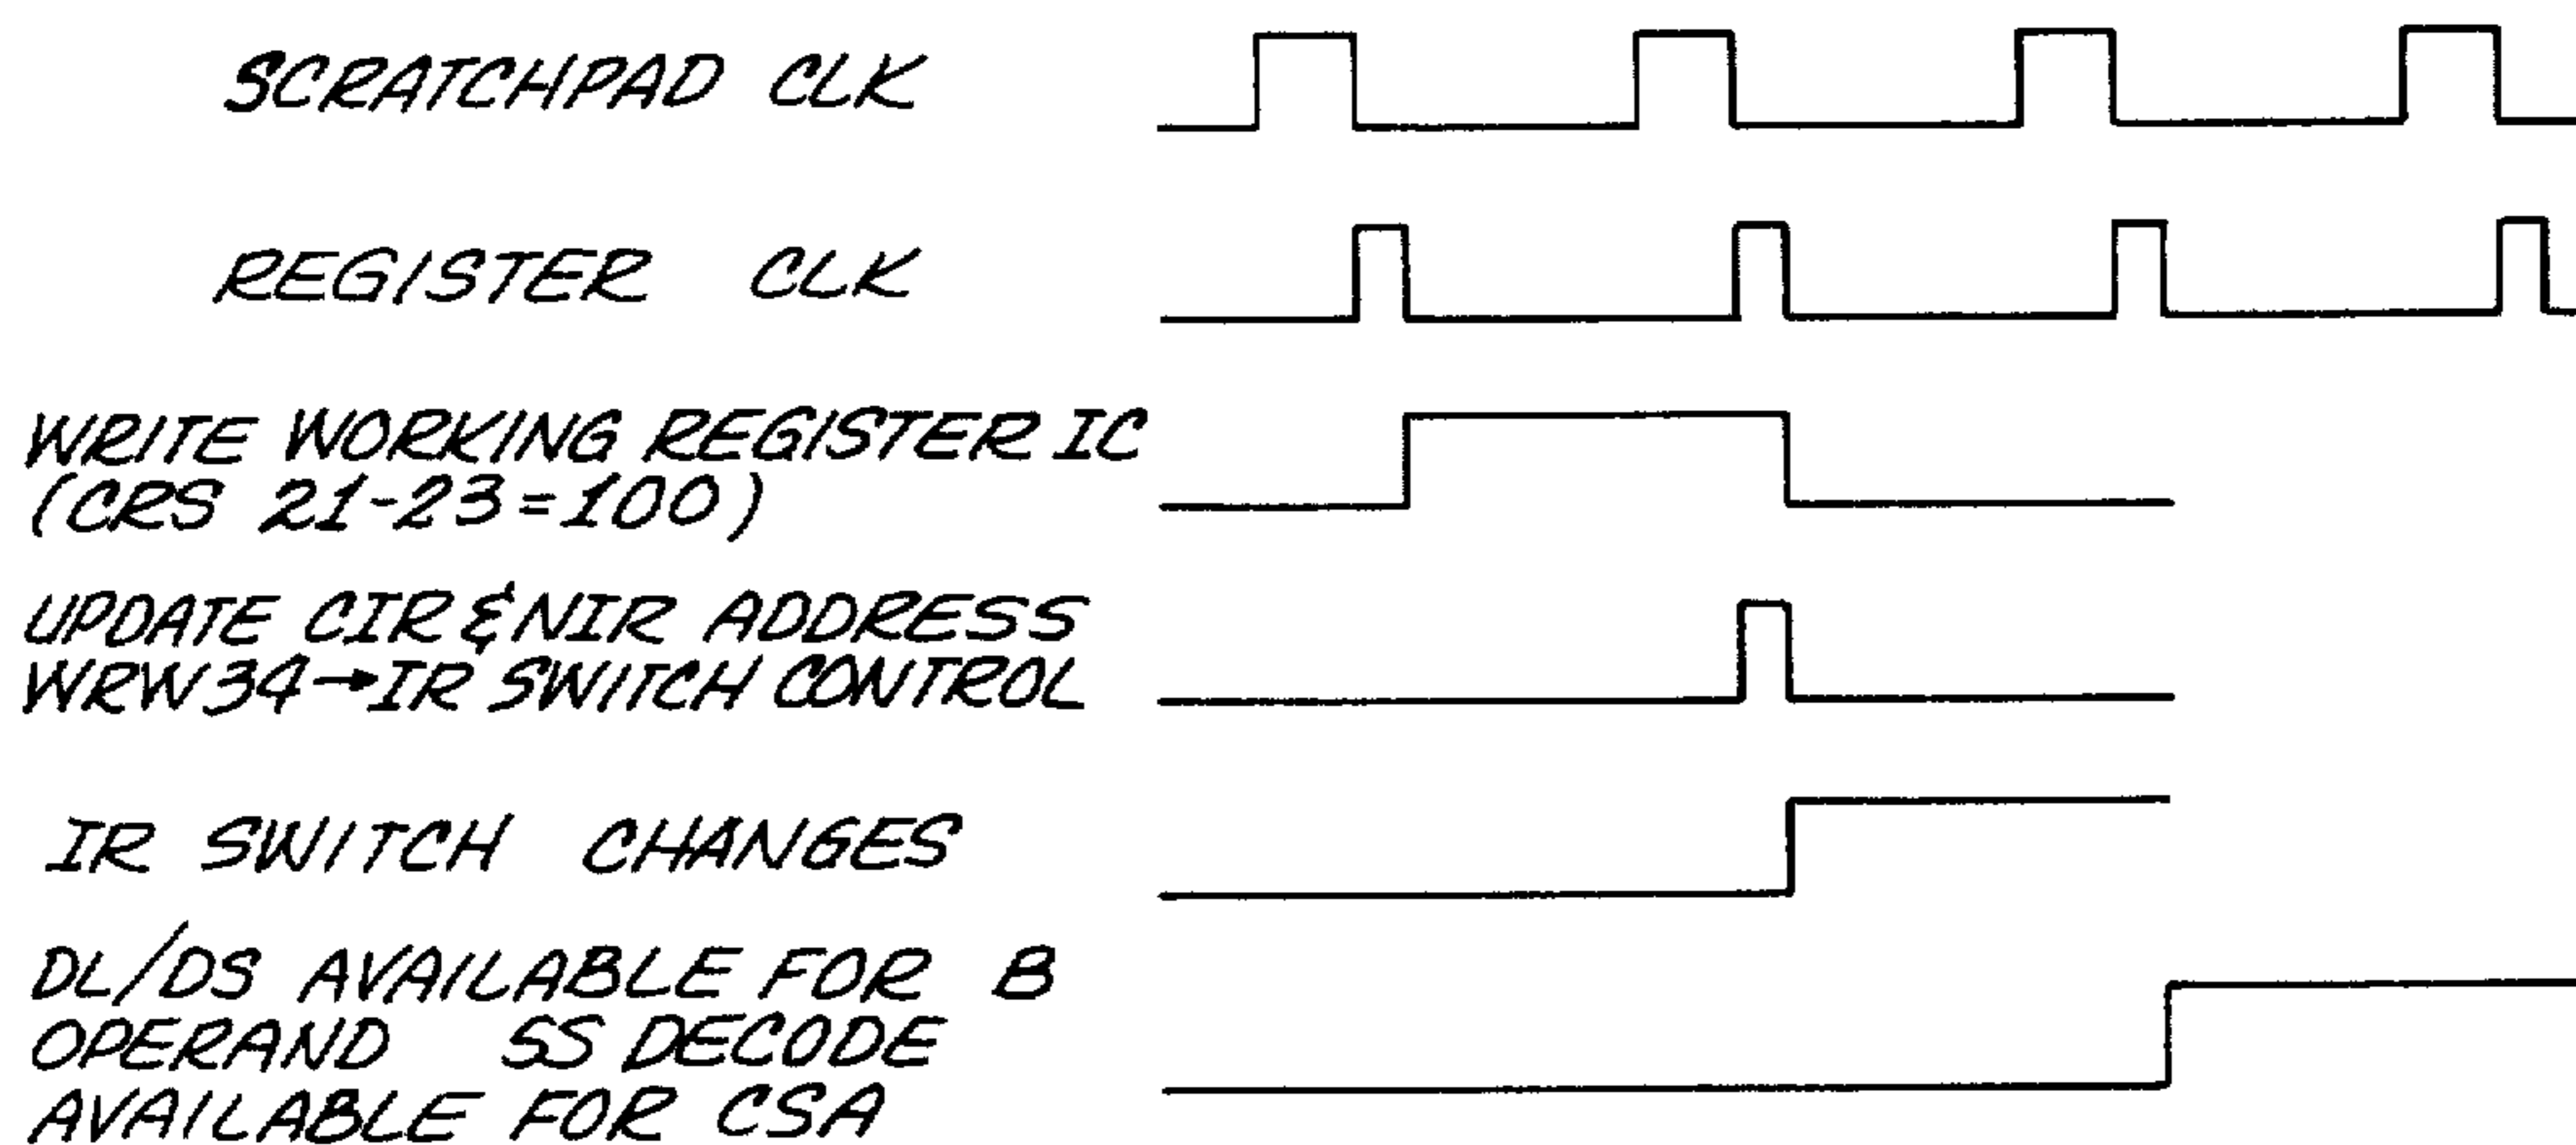 SCRATCHPAD CLK
REGISTER CLK
WRITE WORKING REGISTER IC
(CRS 21-23=100)
UPDATE CIR & NIR ADDRESS
WRW34→IR SWITCH CONTROL
IR SWITCH CHANGES
DL/DS AVAILABLE FOR B
OPERAND SS DECODE
AVAILABLE FOR CSA